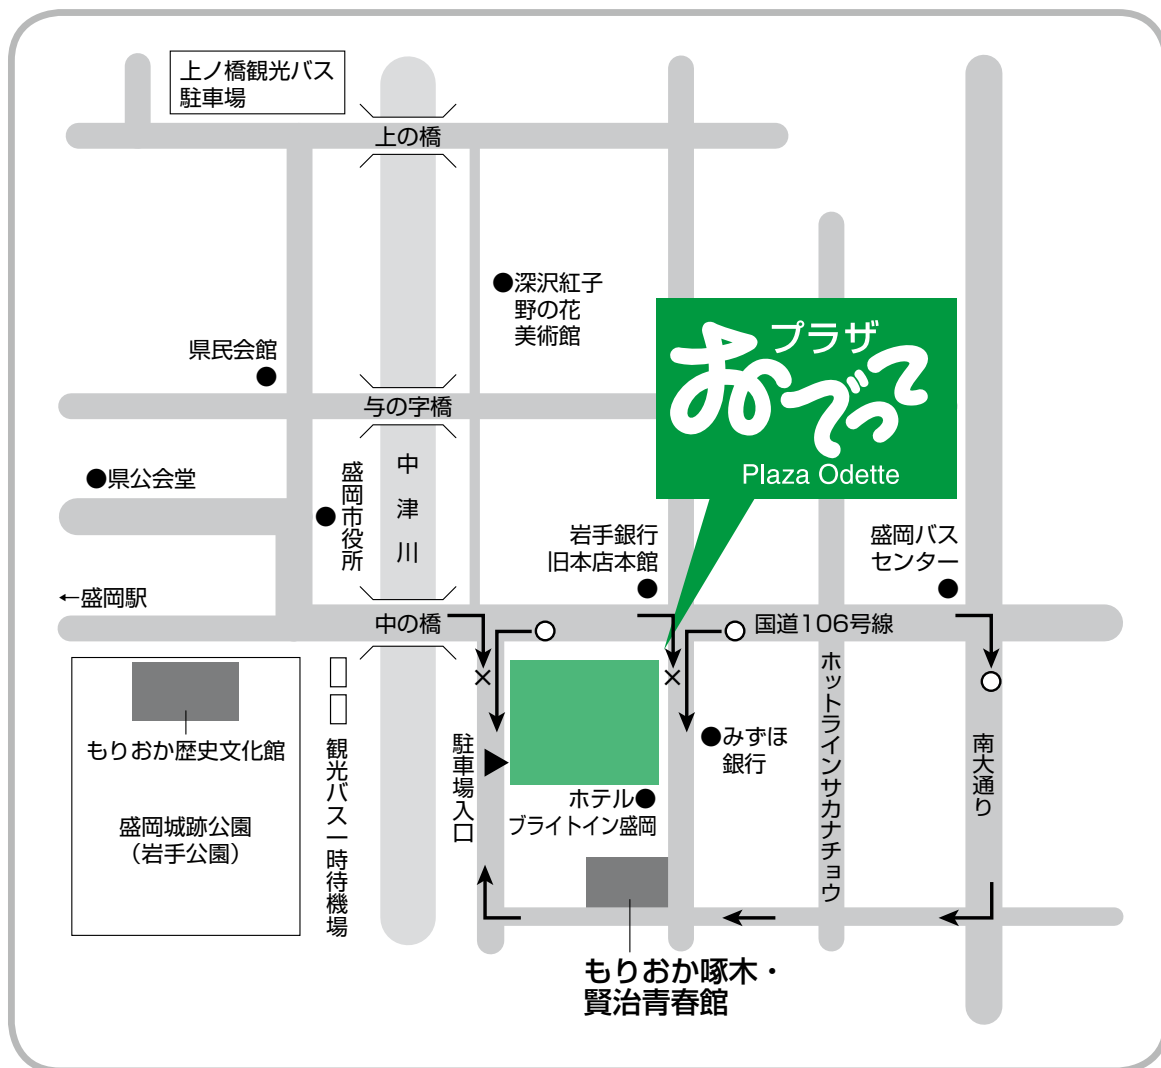 上ノ橋観光バス
駐車場
上の橋
●深沢紅子
野の花
美術館
県民会館
プラザ
おでって
Plaza Odette
与の字橋
●県公会堂
盛岡市役所
中津川
岩手銀行
旧本店本館
盛岡バス
センター
←盛岡駅
中の橋
国道106号線
もりおか歴史文化館
盛岡城跡公園
（岩手公園）
観光バス一時待機場
駐車場入口
ホテル●
ブライトイン盛岡
●みずほ
銀行
ホットラインサカナチョウ
南大通り
もりおか啄木・
賢治青春館